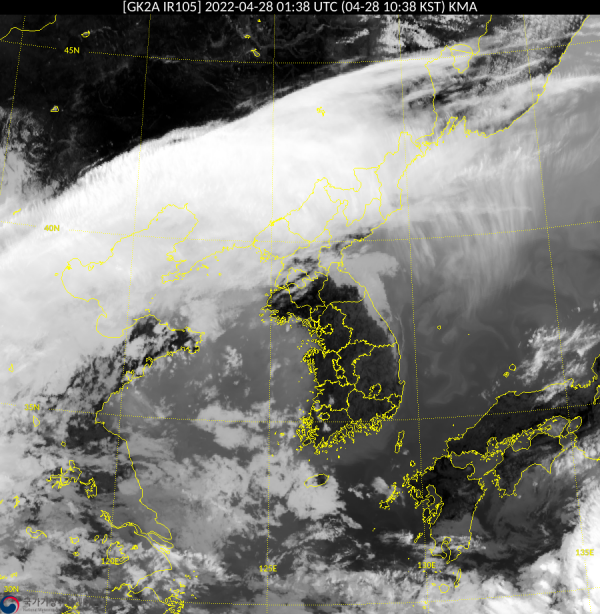 [GK2A IR105] 2022-04-28 01:38 UTC (04-28 10:38 KST) KMA
45N
40N
35N
30N
120E
125E
130E
135E